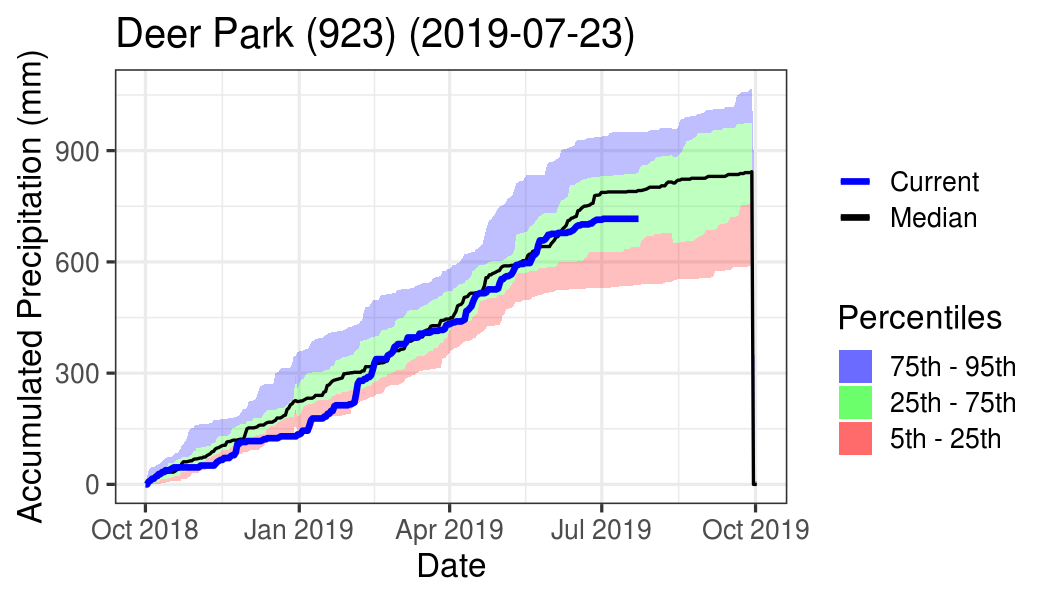 Deer Park (923) (2019-07-23)
Accumulated Precipitation (mm)
900
600
300
0
Oct 2018
Jan 2019
Apr 2019
Jul 2019
Oct 2019
Date
Current
Median
Percentiles
75th - 95th
25th - 75th
5th - 25th